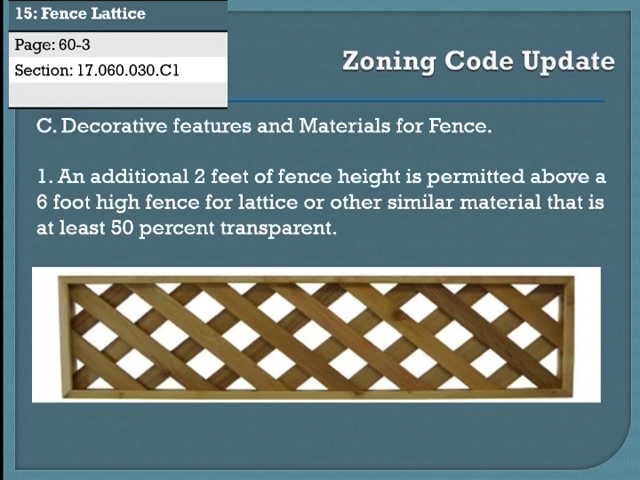 15: Fence Lattice
Page: 60-3
Section: 17.060.030.C1
Zoning Code Update
C. Decorative features and Materials for Fence.
1. An additional 2 feet of fence height is permitted above a
6 foot high fence for lattice or other similar material that is
at least 50 percent transparent.